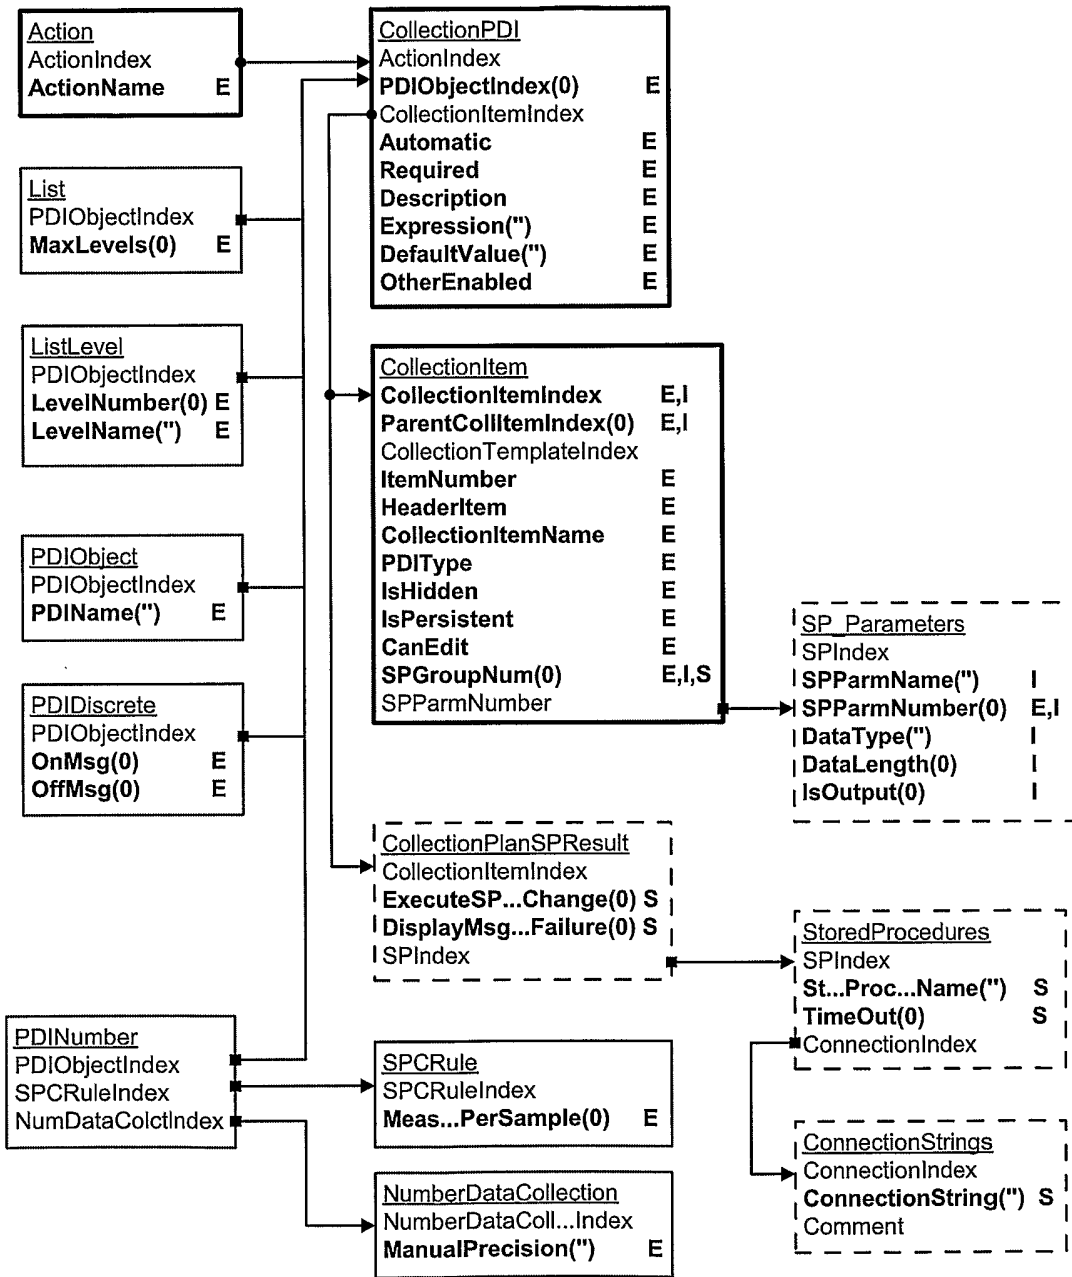 Action
ActionIndex
ActionName E
CollectionPDI
ActionIndex
PDIObjectIndex(0) E
CollectionItemIndex
Automatic E
Required E
Description E
Expression('') E
DefaultValue('') E
OtherEnabled E
List
PDIObjectIndex
MaxLevels(0) E
ListLevel
PDIObjectIndex
LevelNumber(0) E
LevelName('') E
CollectionItem
CollectionItemIndex E,I
ParentCollItemIndex(0) E,I
CollectionTemplateIndex
ItemNumber E
HeaderItem E
CollectionItemName E
PDIType E
IsHidden E
IsPersistent E
CanEdit E
SPGroupNum(0) E,I,S
SPParmNumber
PDIObject
PDIObjectIndex
PDIName('') E
SP_Parameters
SPIndex
SPParmName('') I
SPParmNumber(0) E,I
DataType('') I
DataLength(0) I
IsOutput(0) I
PDIDiscrete
PDIObjectIndex
OnMsg(0) E
OffMsg(0) E
CollectionPlanSPResult
CollectionItemIndex
ExecuteSP...Change(0) S
DisplayMsg...Failure(0) S
SPIndex
StoredProcedures
SPIndex
St...Proc...Name('') S
TimeOut(0) S
ConnectionIndex
PDINumber
PDIObjectIndex
SPCRuleIndex
NumDataColctIndex
SPCRule
SPCRuleIndex
Meas...PerSample(0) E
ConnectionStrings
ConnectionIndex
ConnectionString('') S
Comment
NumberDataCollection
NumberDataColl...Index
ManualPrecision('') E